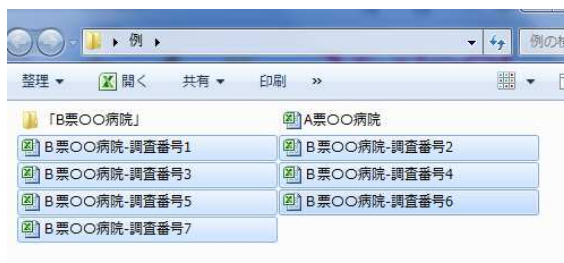 例
例の検
整理 開く 共有 印刷 »
「B票〇〇病院」 A票〇〇病院
B票〇〇病院-調査番号1 B票〇〇病院-調査番号2
B票〇〇病院-調査番号3 B票〇〇病院-調査番号4
B票〇〇病院-調査番号5 B票〇〇病院-調査番号6
B票〇〇病院-調査番号7